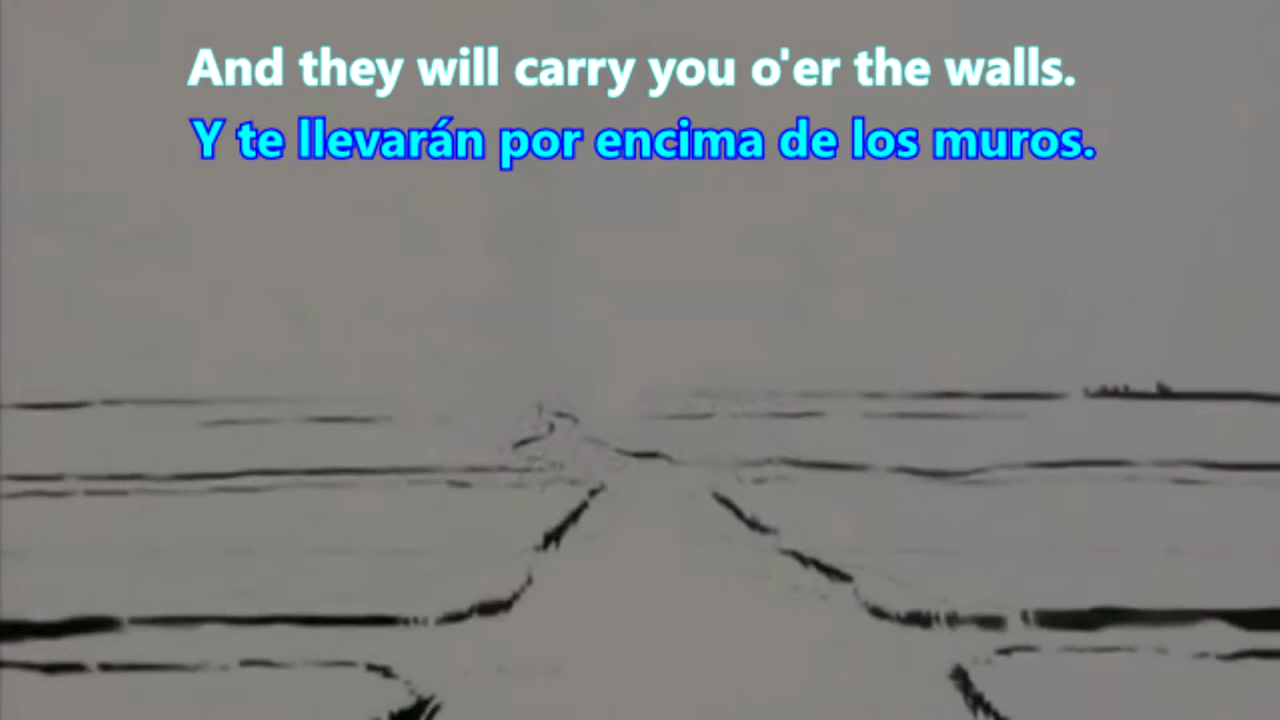 And they will carry you o'er the walls.
Y te llevarán por encima de los muros.